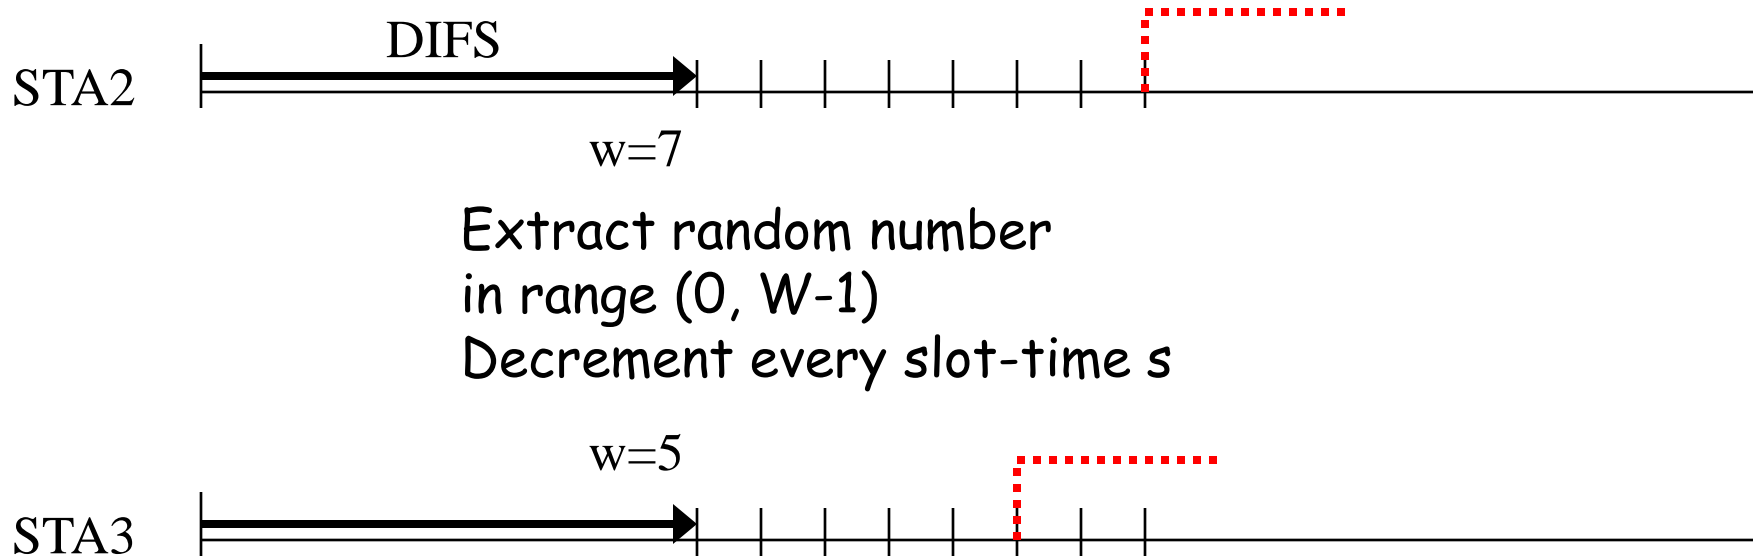 DIFS
STA2
w=7
Extract random number
in range (0, W-1)
Decrement every slot-time s
w=5
STA3